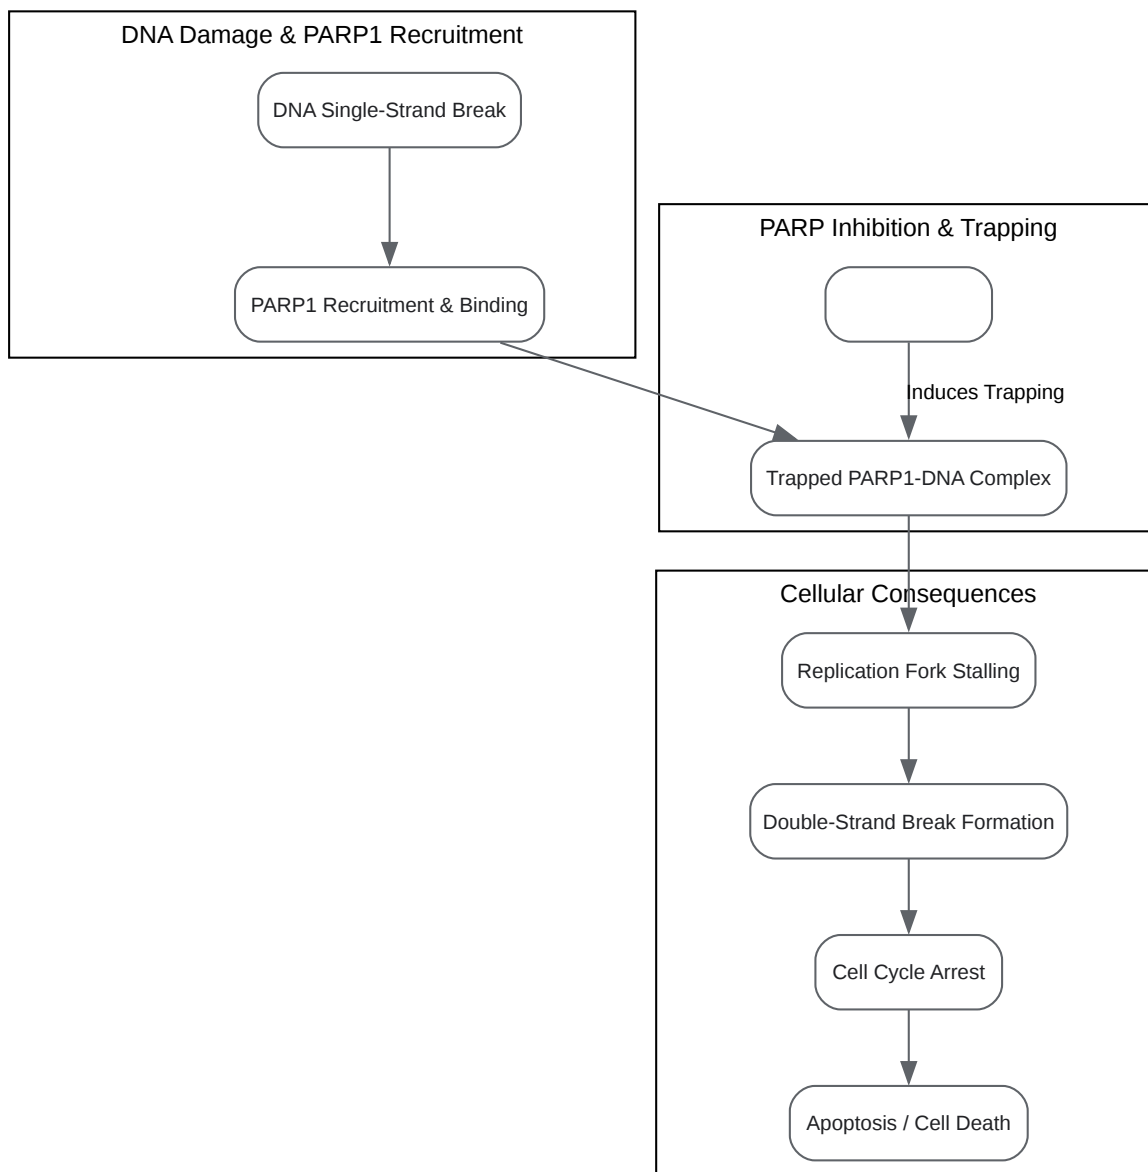 DNA Damage & PARP1 Recruitment
DNA Single-Strand Break
PARP1 Recruitment & Binding
PARP Inhibition & Trapping
Induces Trapping
Trapped PARP1-DNA Complex
Cellular Consequences
Replication Fork Stalling
Double-Strand Break Formation
Cell Cycle Arrest
Apoptosis / Cell Death